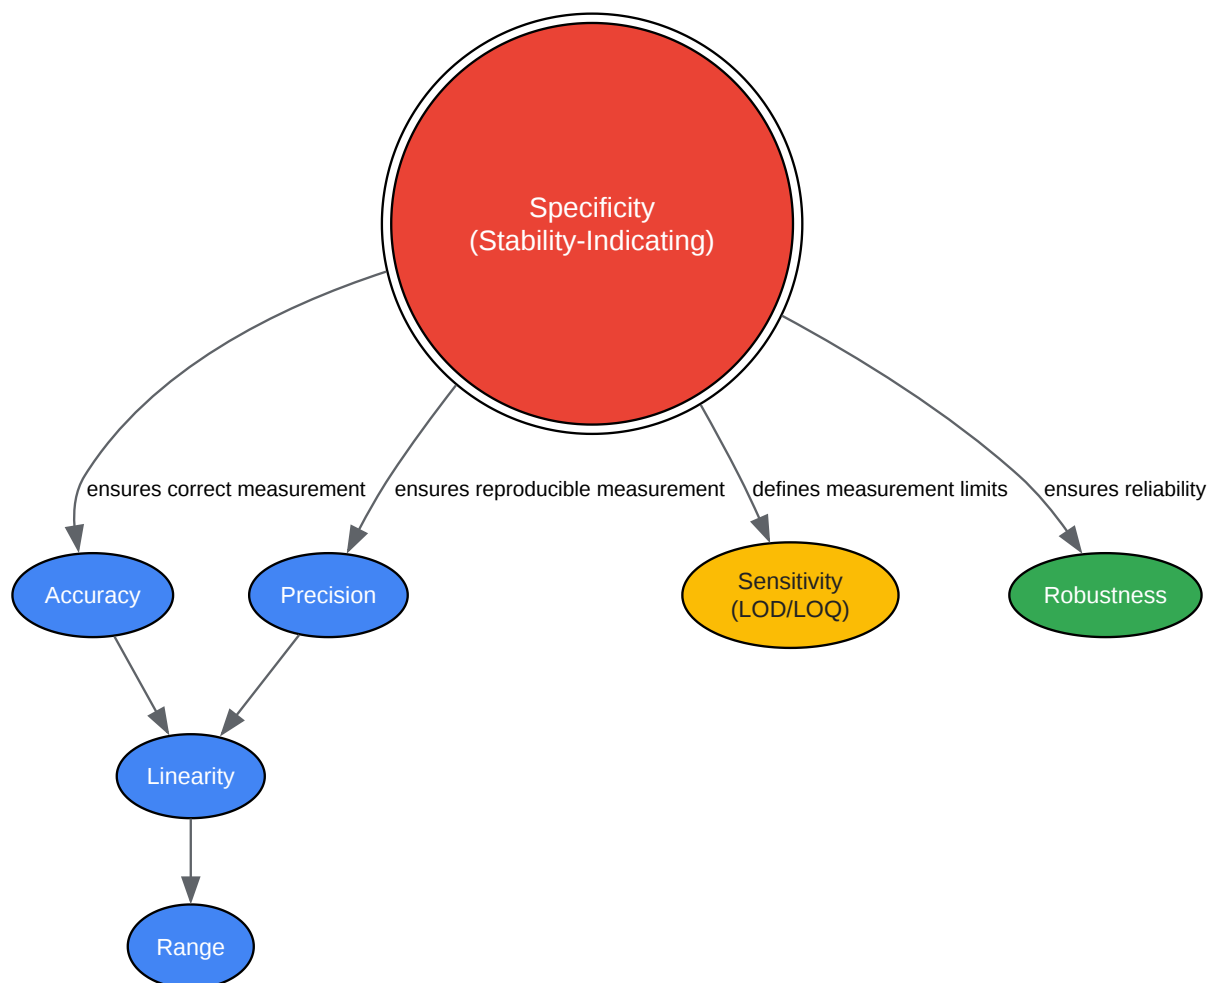 Specificity
(Stability-Indicating)
ensures correct measurement
ensures reproducible measurement
defines measurement limits
ensures reliability
Accuracy
Precision
Sensitivity
(LOD/LOQ)
Robustness
Linearity
Range